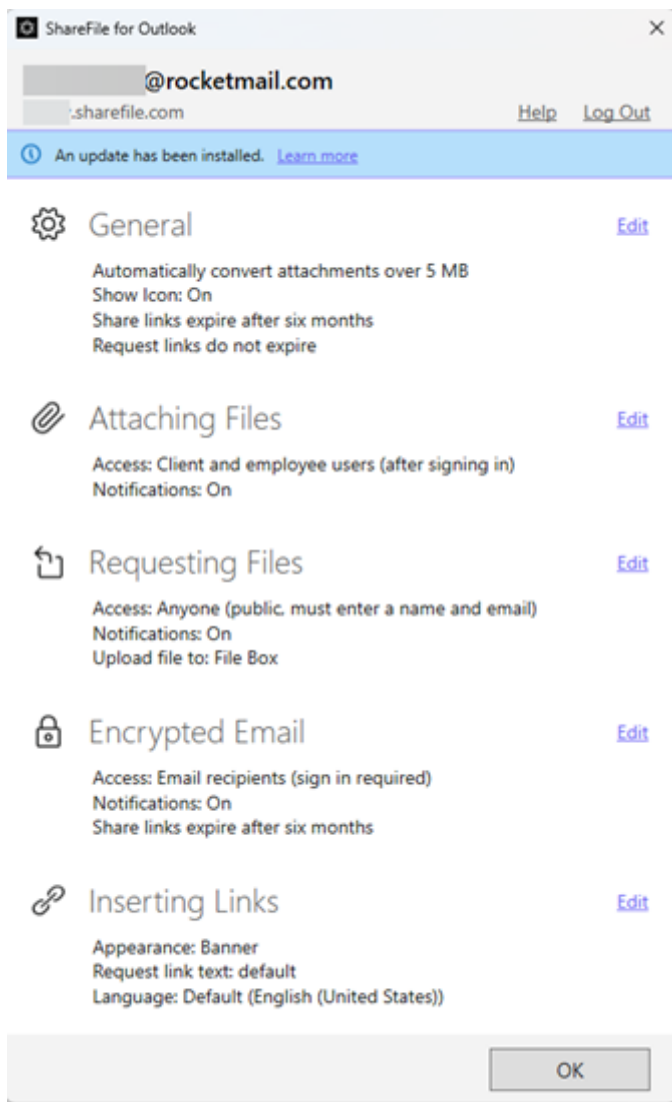 ShareFile for Outlook
@rocketmail.com
.sharefile.com Help Log Out
An update has been installed. Learn more
General Edit
Automatically convert attachments over 5 MB
Show Icon: On
Share links expire after six months
Request links do not expire
Attaching Files Edit
Access: Client and employee users (after signing in)
Notifications: On
Requesting Files Edit
Access: Anyone (public, must enter a name and email)
Notifications: On
Upload file to: File Box
Encrypted Email Edit
Access: Email recipients (sign in required)
Notifications: On
Share links expire after six months
Inserting Links Edit
Appearance: Banner
Request link text: default
Language: Default (English (United States))
OK